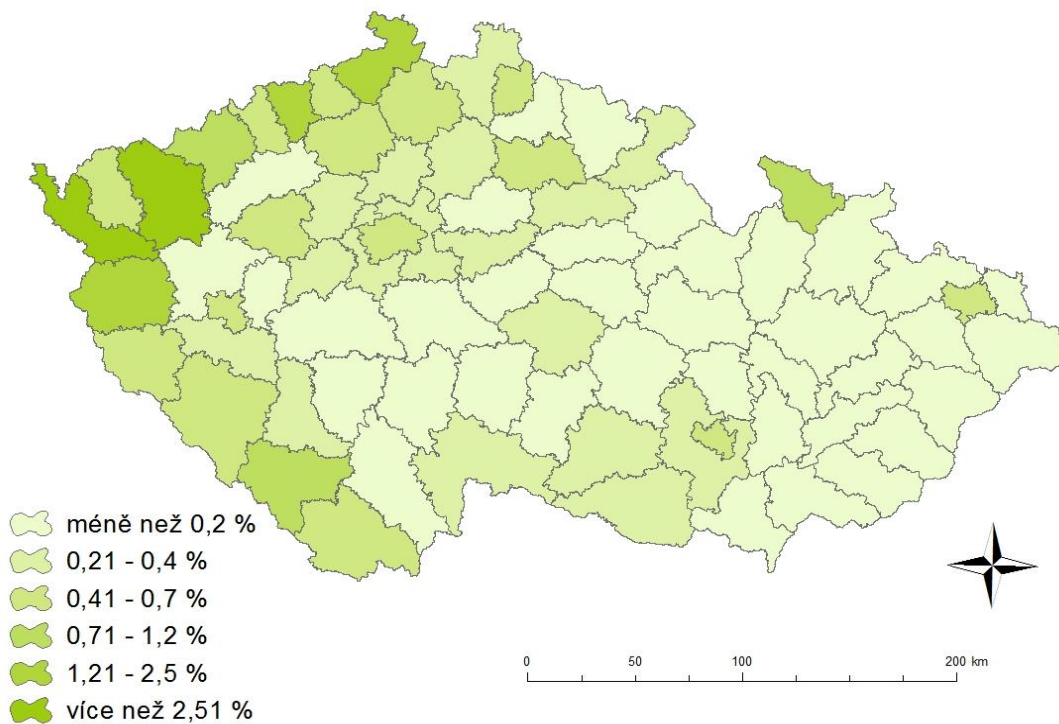 méně než 0,2 %
0,21 - 0,4 %
0,41 - 0,7 %
0,71 - 1,2 %
1,21 - 2,5 %
více než 2,51 %
0 50 100 200 km